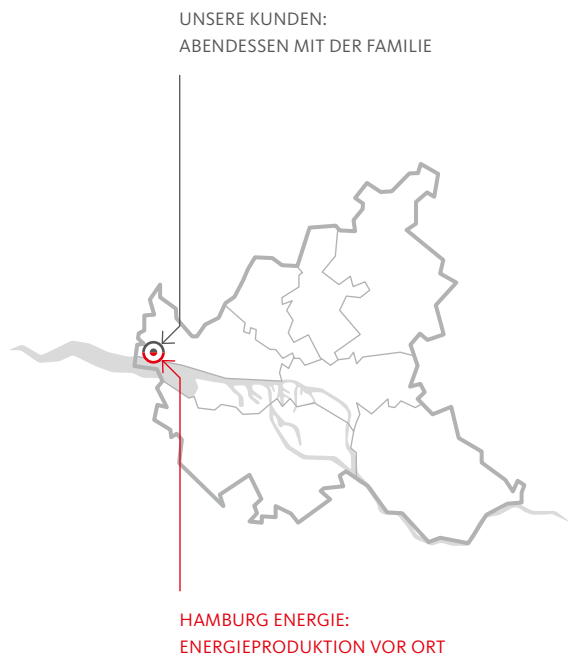 UNSERE KUNDEN:
ABENDESSEN MIT DER FAMILIE
HAMBURG ENERGIE:
ENERGIEPRODUKTION VOR ORT